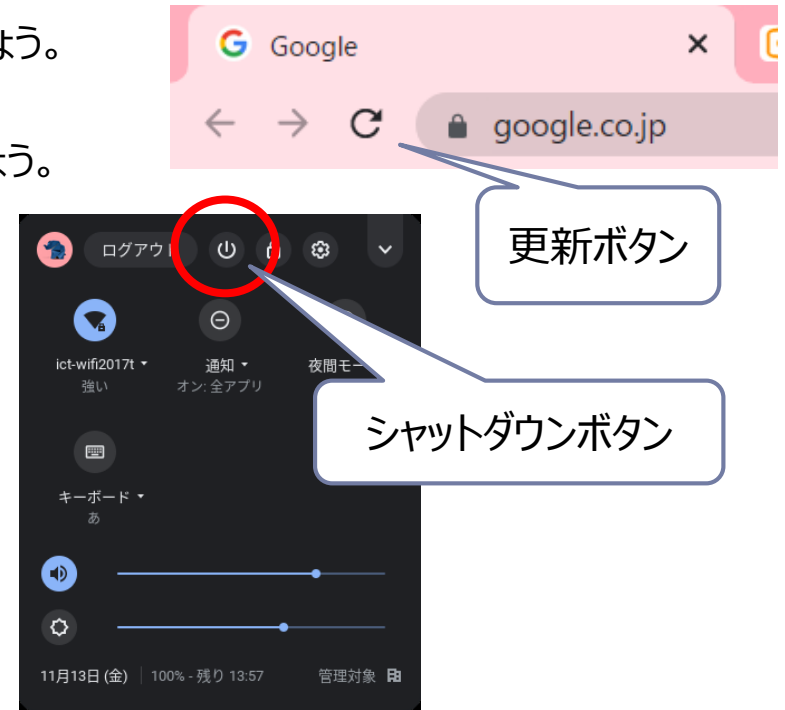 ょう。
Google
google.co.jp
ょう。
更新ボタン
ログアウト
ict-wifi2017t
強い
通知
オン: 全アプリ
夜間モー
シャットダウンボタン
キーボード
あ
11月13日 (金)
100% - 残り 13:57
管理対象